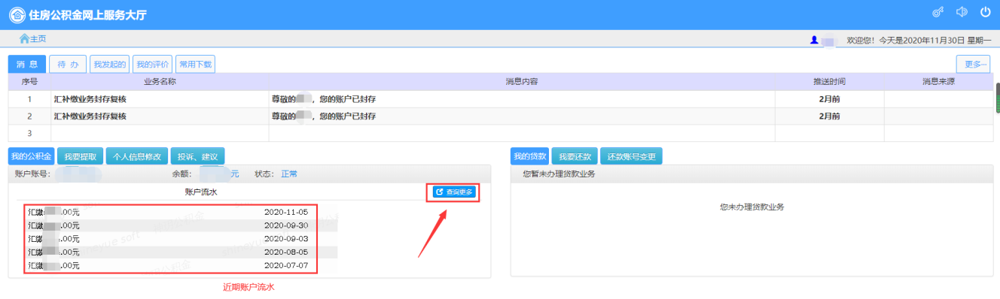 住房公积金网上服务大厅
主页
欢迎您！今天是2020年11月30日 星期一
消 息 待 办 我发起的 我的评价 常用下载 更多...
序号 业务名称 消息内容 推送时间 消息来源
1 汇补缴业务封存复核 尊敬的 ，您的账户已封存 2月前
2 汇补缴业务封存复核 尊敬的 ，您的账户已封存 2月前
3
我的公积金 我要提取 个人信息修改 投诉、建议
账户账号： 余额： 元 状态： 正常
账户流水
查询更多
汇缴 .00元 2020-11-05
汇缴 .00元 2020-09-30
汇缴 .00元 2020-09-03
汇缴 .00元 2020-08-05
汇缴 .00元 2020-07-07
近期账户流水
我的贷款 我要还款 还款账号变更
您暂未办理贷款业务
您未办理贷款业务